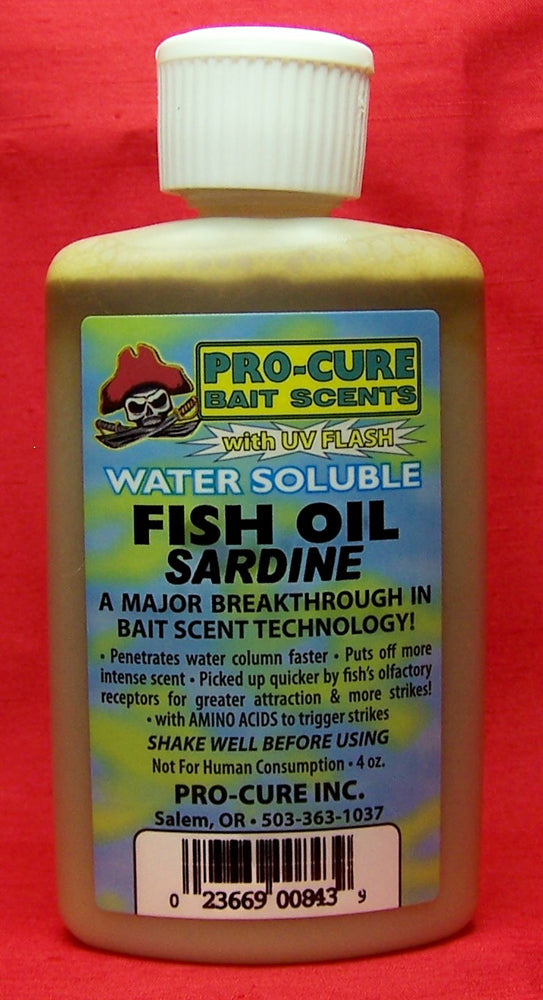 PRO-CURE
BAIT SCENTS
with UV FLASH
WATER SOLUBLE
FISH OIL
SARDINE
A MAJOR BREAKTHROUGH IN
BAIT SCENT TECHNOLOGY!
• Penetrates water column faster • Puts off more
intense scent • Picked up quicker by fish's olfactory
receptors for greater attraction & more strikes!
• with AMINO ACIDS to trigger strikes
SHAKE WELL BEFORE USING
Not For Human Consumption • 4 oz.
PRO-CURE INC.
Salem, OR • 503-363-1037
0 23669 00843 9